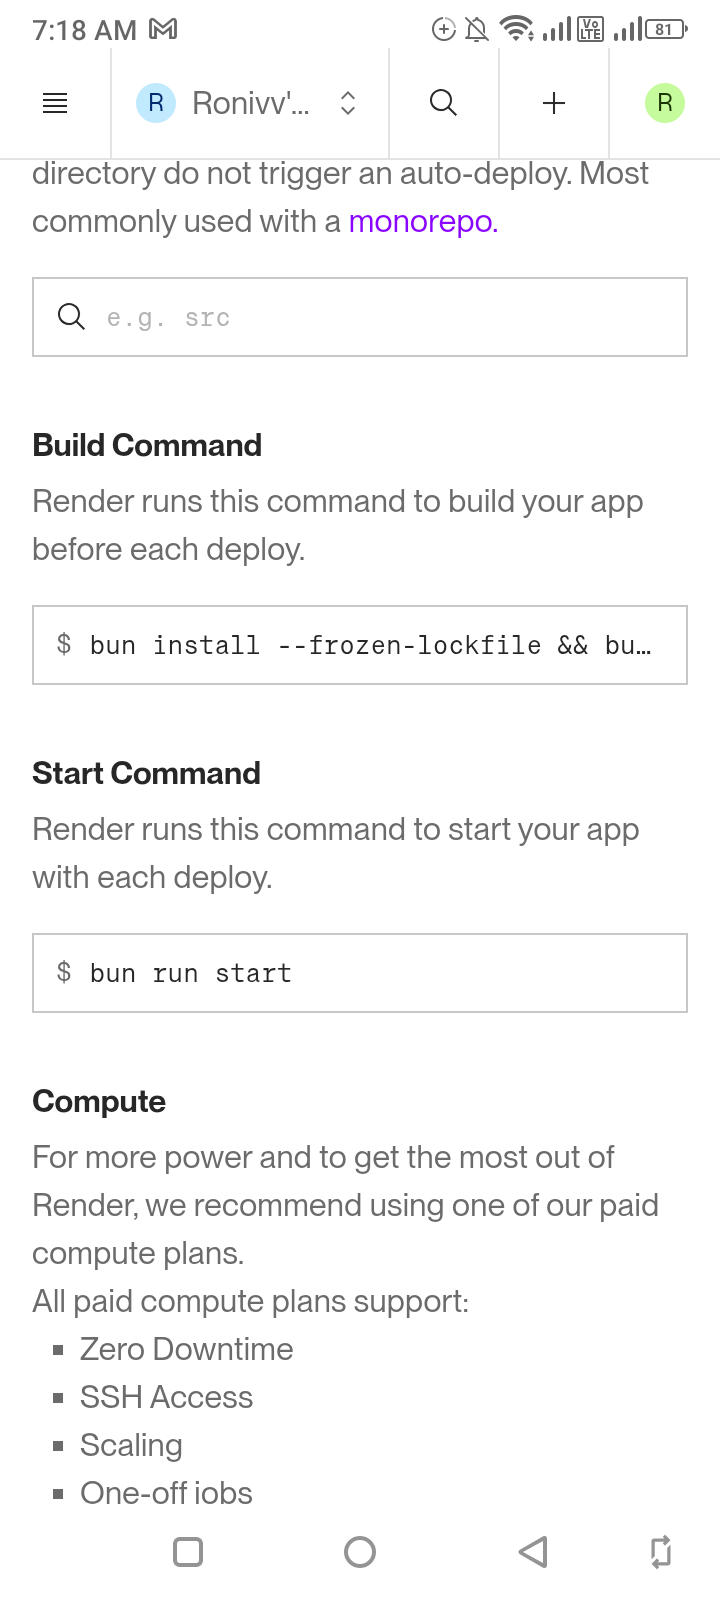 7:18 AM
Vo LTE
81
R Ronivv'...
R
directory do not trigger an auto-deploy. Most
commonly used with a monorepo.
e.g. src
Build Command
Render runs this command to build your app
before each deploy.
$ bun install --frozen-lockfile && bu…
Start Command
Render runs this command to start your app
with each deploy.
$ bun run start
Compute
For more power and to get the most out of
Render, we recommend using one of our paid
compute plans.
All paid compute plans support:
Zero Downtime
SSH Access
Scaling
One-off jobs